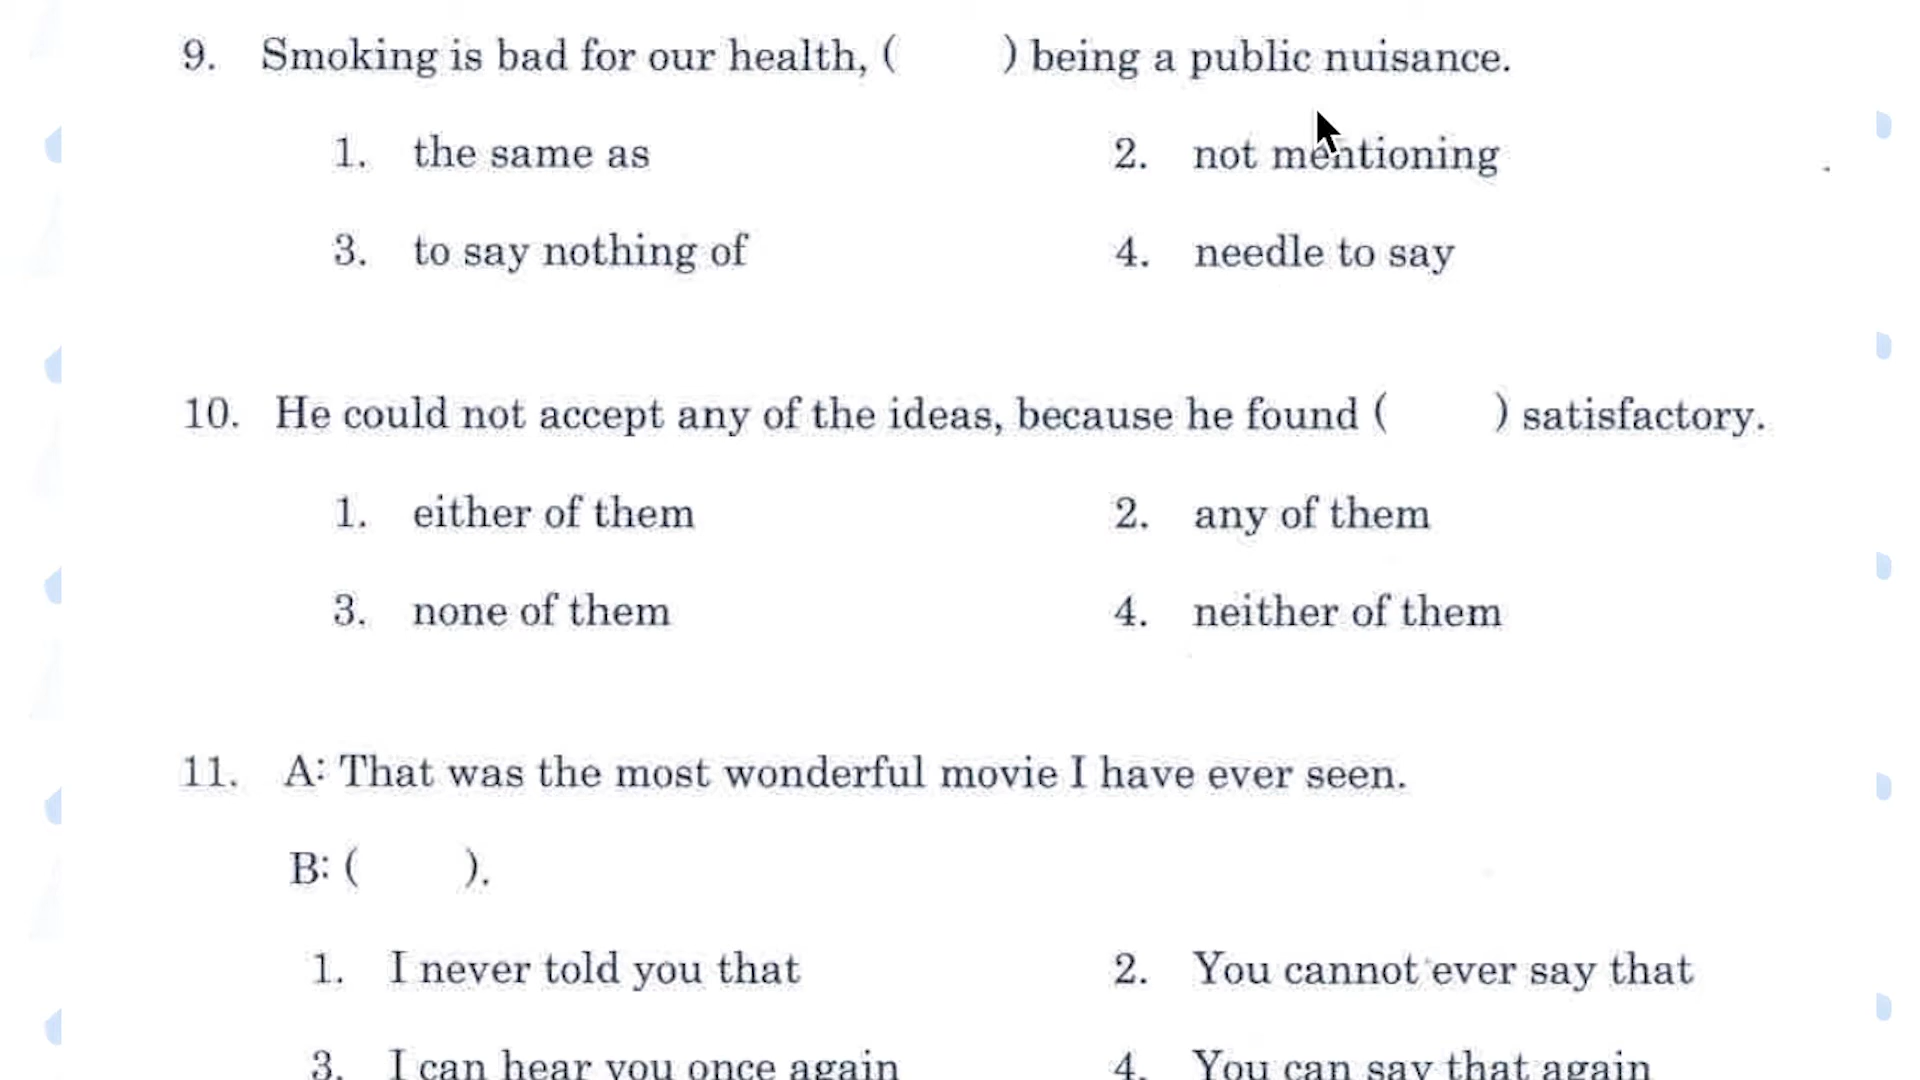 9. Smoking is bad for our health, ( ) being a public nuisance.
1. the same as 2. not mentioning
3. to say nothing of 4. needle to say
10. He could not accept any of the ideas, because he found ( ) satisfactory.
1. either of them 2. any of them
3. none of them 4. neither of them
11. A: That was the most wonderful movie I have ever seen.
B: ( ).
1. I never told you that 2. You cannot ever say that
3. I can hear you once again 4. You can say that again